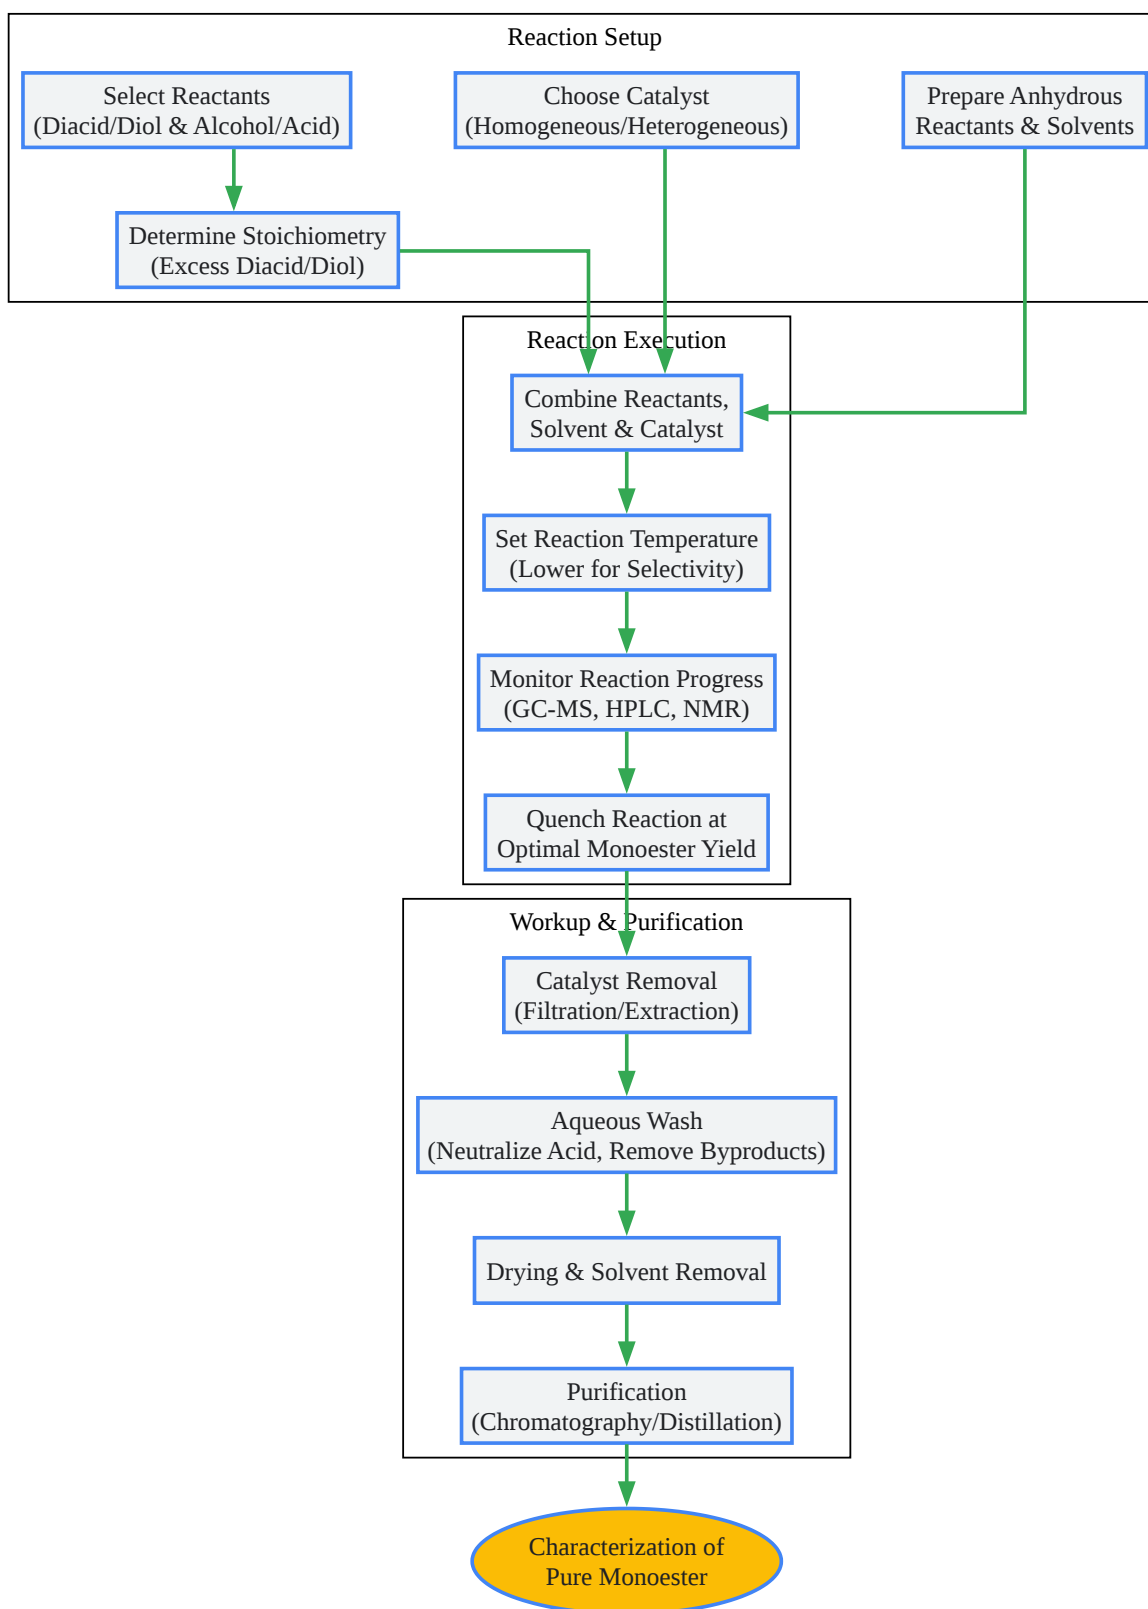 Reaction Setup
Select Reactants
(Diacid/Diol & Alcohol/Acid)
Choose Catalyst
(Homogeneous/Heterogeneous)
Prepare Anhydrous
Reactants & Solvents
Determine Stoichiometry
(Excess Diacid/Diol)
Reaction Execution
Combine Reactants,
Solvent & Catalyst
Set Reaction Temperature
(Lower for Selectivity)
Monitor Reaction Progress
(GC-MS, HPLC, NMR)
Quench Reaction at
Optimal Monoester Yield
Workup & Purification
Catalyst Removal
(Filtration/Extraction)
Aqueous Wash
(Neutralize Acid, Remove Byproducts)
Drying & Solvent Removal
Purification
(Chromatography/Distillation)
Characterization of
Pure Monoester